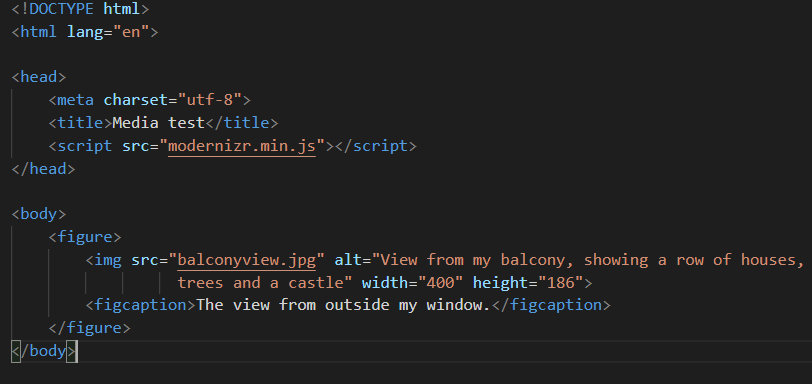 <!DOCTYPE html>
<html lang="en">
<head>
<meta charset="utf-8">
<title>Media test</title>
<script src="modernizr.min.js"></script>
</head>
<body>
<figure>
<img src="balconyview.jpg" alt="View from my balcony, showing a row of houses,
trees and a castle" width="400" height="186">
<figcaption>The view from outside my window.</figcaption>
</figure>
</body>